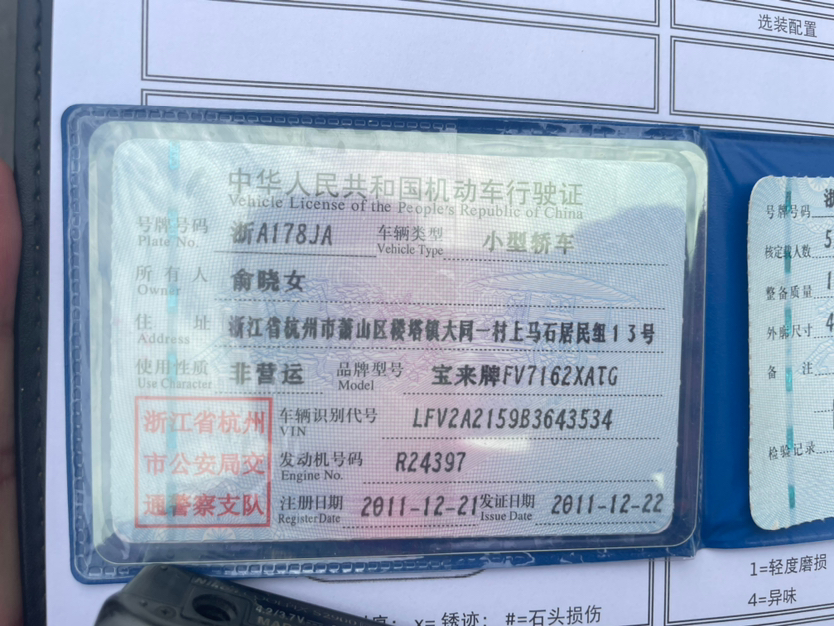 选装配置
中华人民共和国机动车行驶证
Vehicle License of the People's Republic of China
号牌号码 浙A178JA 车辆类型 小型轿车
Plate No. Vehicle Type
所有人 俞晓女
Owner
住址 浙江省杭州市萧山区楼塔镇大同一村上马石居民组13号
Address
使用性质 非营运 品牌型号 宝来牌FV7162XATG
Use Character Model
浙江省杭州
市公安局交
通警察支队
车辆识别代号 LFV2A2159B3643534
VIN
发动机号码 R24397
Engine No.
注册日期 2011-12-21 发证日期 2011-12-22
Register Date Issue Date
号牌号码 浙
核定载人数 5
整备质量 1
外廓尺寸 4
备注
检验记录
1=轻度磨损
4=异味
x= 锈迹; #=石头损伤